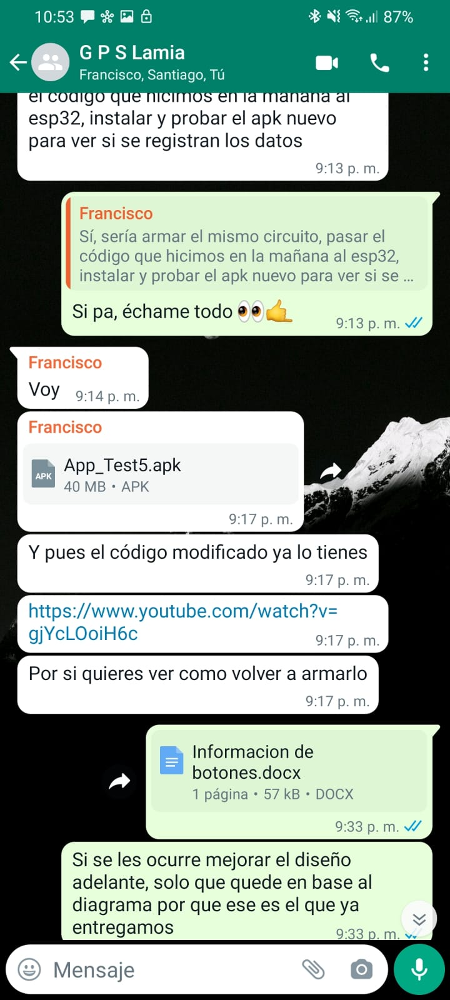 10:53
87%
G P S Lamia
Francisco, Santiago, Tú
el código que hicimos en la mañana al
esp32, instalar y probar el apk nuevo
para ver si se registran los datos
9:13 p. m.
Francisco
Sí, sería armar el mismo circuito, pasar el
código que hicimos en la mañana al esp32,
instalar y probar el apk nuevo para ver si se ...
Si pa, échame todo 👀🤙
9:13 p. m.
Francisco
Voy
9:14 p. m.
Francisco
APK
App_Test5.apk
40 MB • APK
9:17 p. m.
Y pues el código modificado ya lo tienes
9:17 p. m.
https://www.youtube.com/watch?v=
gjYcLOoiH6c
9:17 p. m.
Por si quieres ver como volver a armarlo
9:17 p. m.
Informacion de
botones.docx
1 página • 57 kB • DOCX
9:33 p. m.
Si se les ocurre mejorar el diseño
adelante, solo que quede en base al
diagrama por que ese es el que ya
entregamos
9:33 p. m.
Mensaje